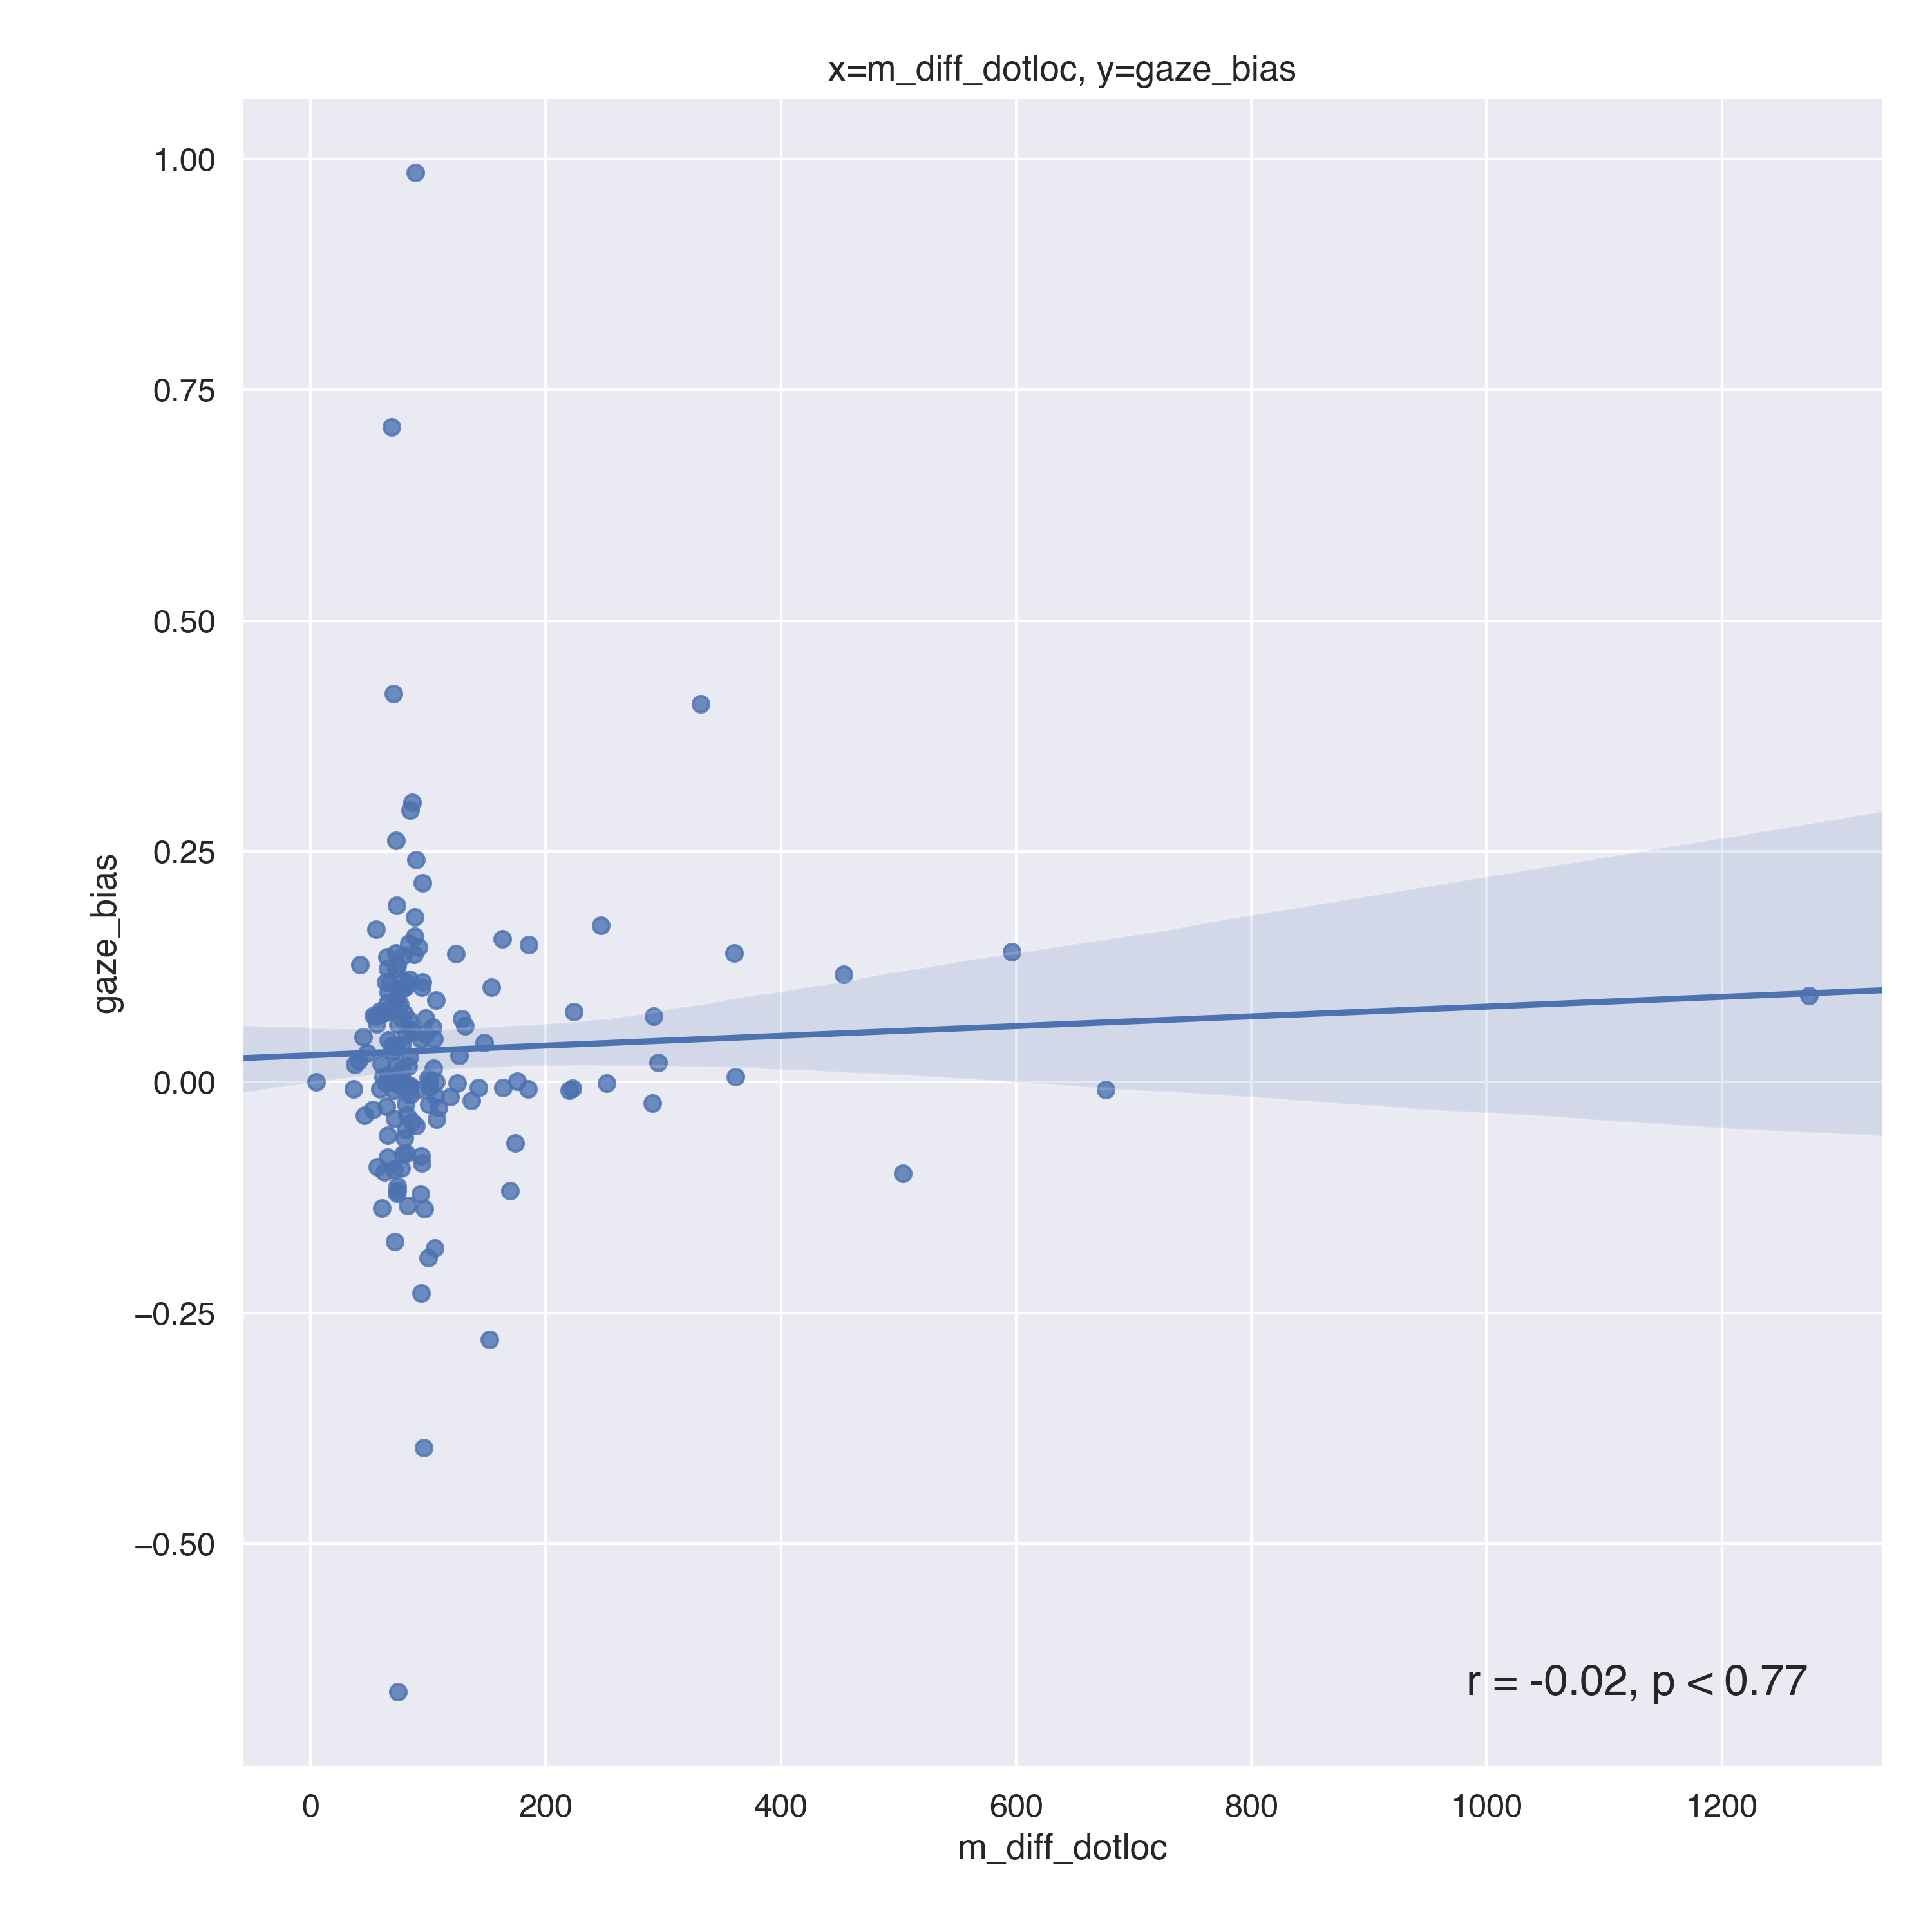 x=m_diff_dotloc, y=gaze_bias
1.00
0.75
0.50
0.25
0.00
−0.25
−0.50
gaze_bias
r = -0.02, p < 0.77
0 200 400 600 800 1000 1200
m_diff_dotloc